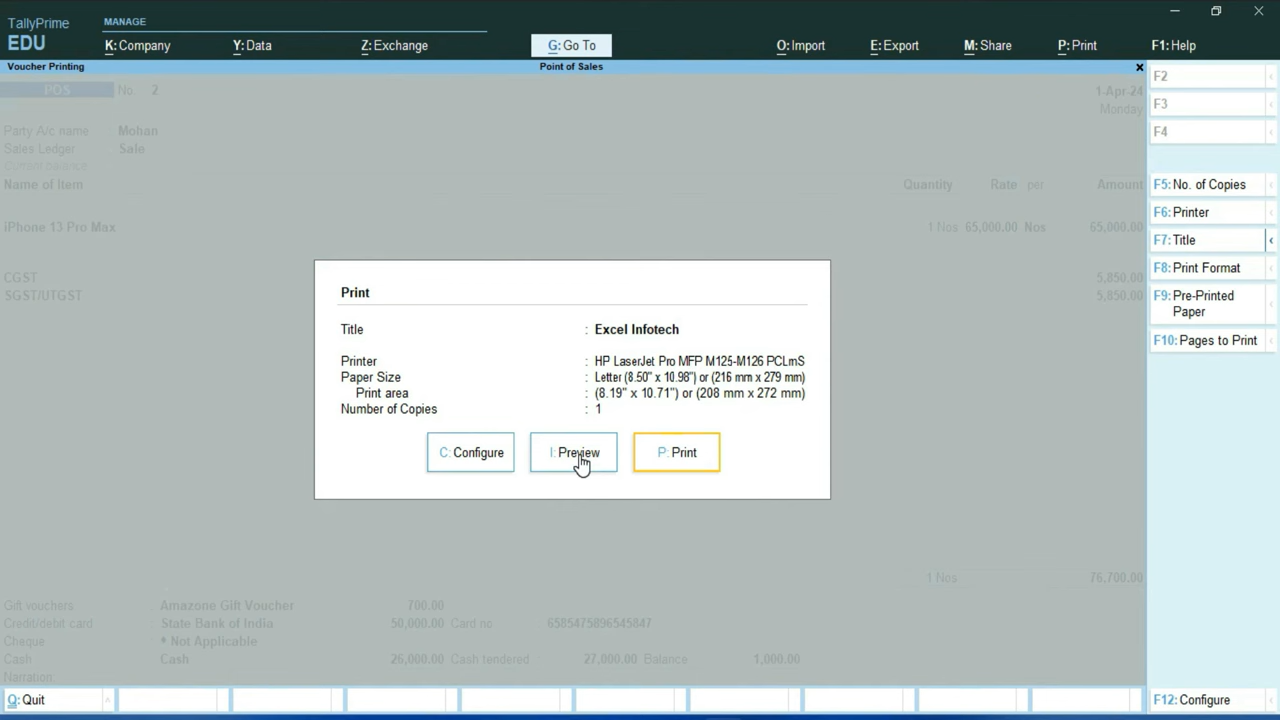 TallyPrime
EDU
MANAGE
K: Company
Y: Data
Z: Exchange
G: Go To
O: Import
E: Export
M: Share
P: Print
F1: Help
Voucher Printing
Point of Sales
×
POS
No. 2
1-Apr-24
Monday
Party A/c name Mohan
Sales Ledger : Sale
Current balance
Name of Item
Quantity
Rate per
Amount
iPhone 13 Pro Max
1 Nos 65,000.00 Nos
65,000.00
CGST
5,850.00
SGST/UTGST
5,850.00
Print
Title : Excel Infotech
Printer : HP LaserJet Pro MFP M125-M126 PCLmS
Paper Size : Letter (8.50" x 10.98") or (216 mm x 279 mm)
Print area : (8.19" x 10.71") or (208 mm x 272 mm)
Number of Copies : 1
C: Configure
I: Preview
P: Print
1 Nos
76,700.00
Gift vouchers Amazone Gift Voucher 700.00
Credit/debit card State Bank of India 50,000.00 Card no 6585475896545847
Cheque * Not Applicable
Cash Cash 26,000.00 Cash tendered 27,000.00 Balance 1,000.00
Narration
Q: Quit
F2
F3
F4
F5: No. of Copies
F6: Printer
F7: Title
F8: Print Format
F9: Pre-Printed
Paper
F10: Pages to Print
F12: Configure